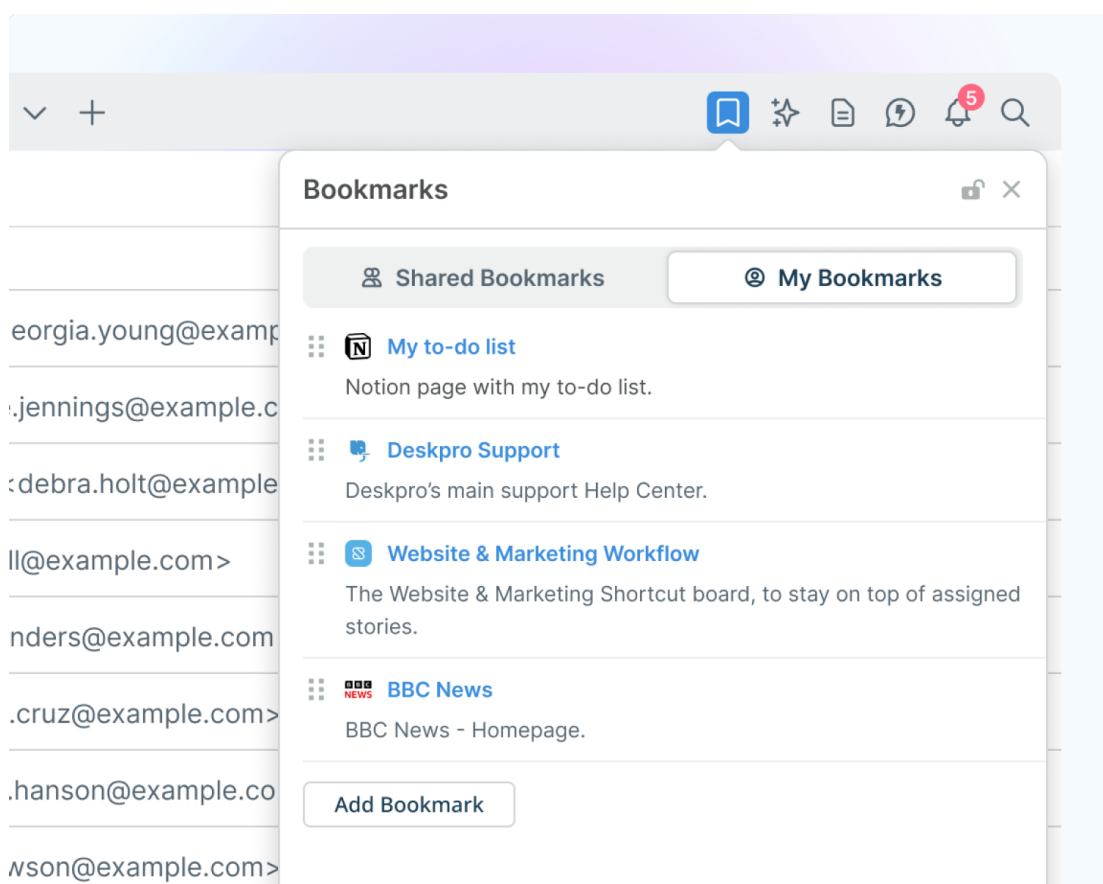 5
Bookmarks
Shared Bookmarks
My Bookmarks
My to-do list
Notion page with my to-do list.
Deskpro Support
Deskpro’s main support Help Center.
Website & Marketing Workflow
The Website & Marketing Shortcut board, to stay on top of assigned
stories.
BBC NEWS
BBC News
BBC News - Homepage.
Add Bookmark
eorgia.young@examp
.jennings@example.c
<debra.holt@example
ll@example.com>
nders@example.com
.cruz@example.com>
.hanson@example.co
wson@example.com>